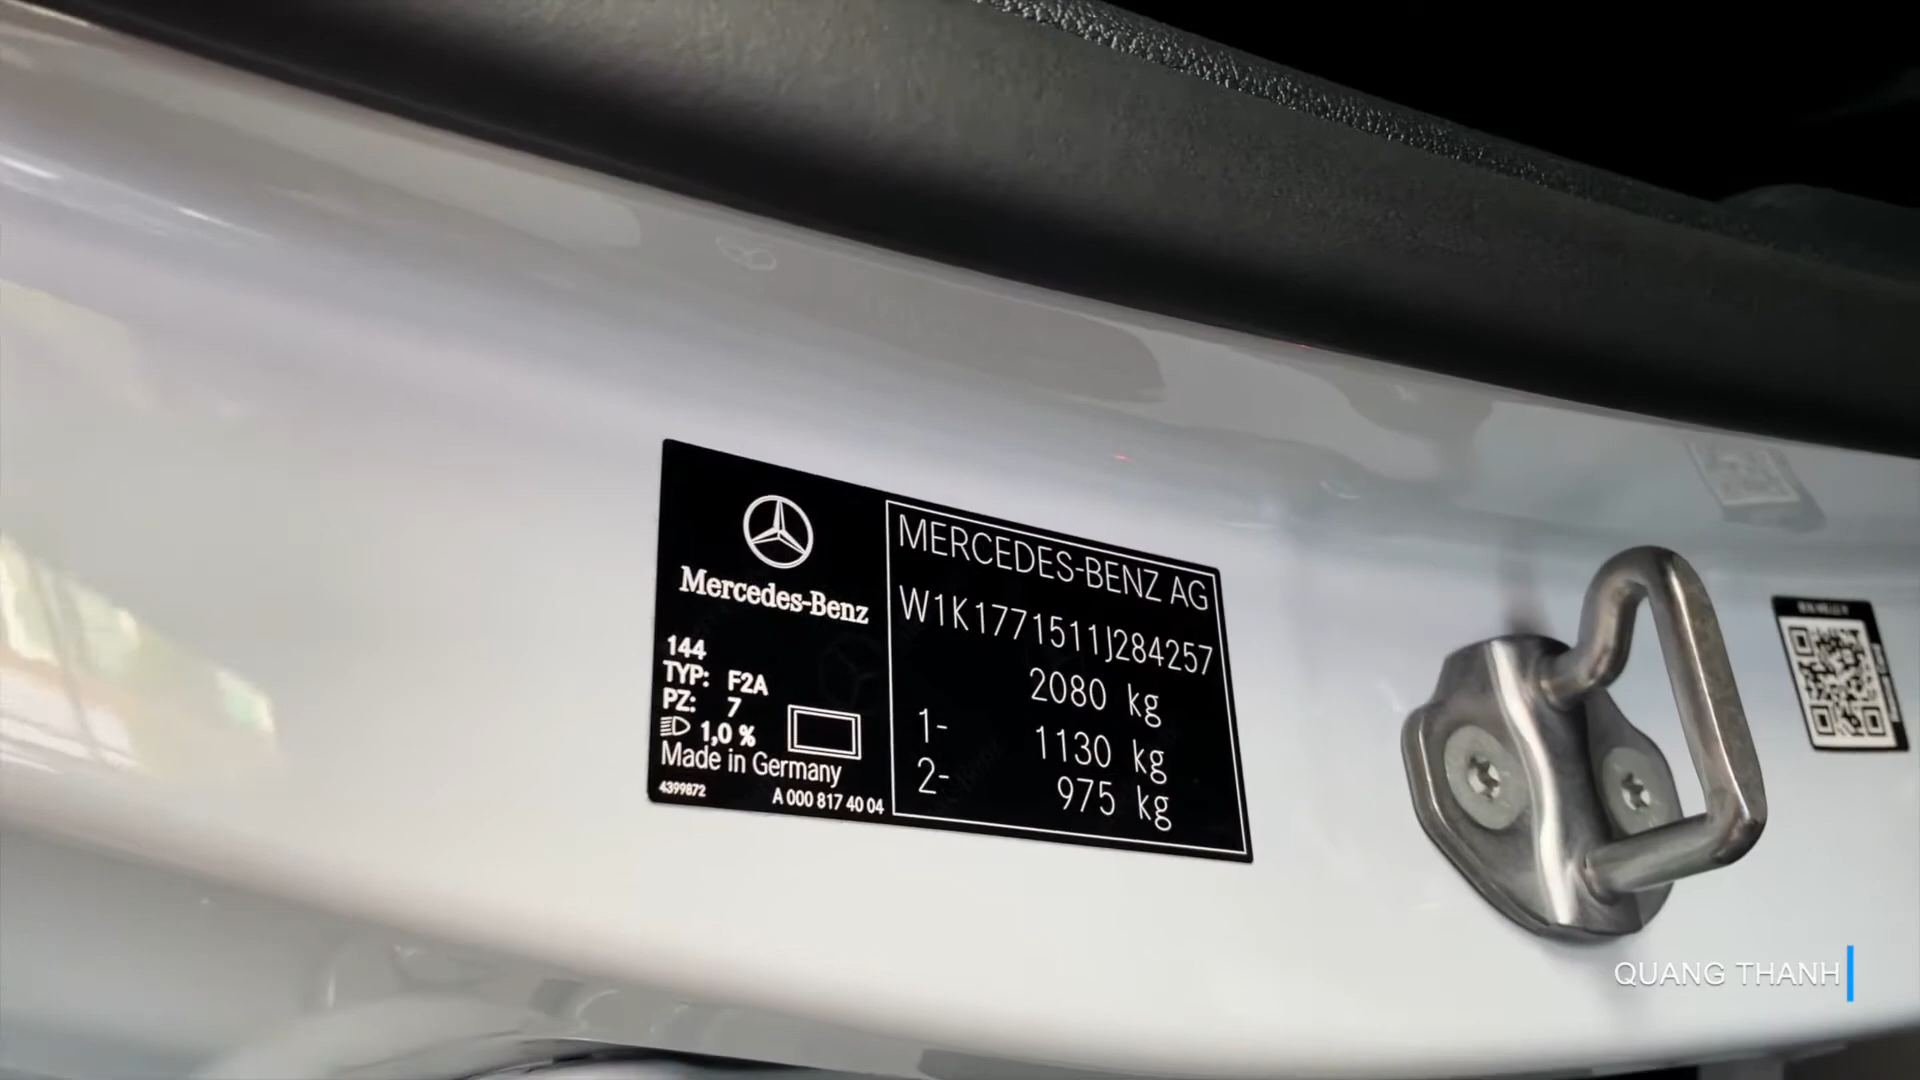 Mercedes-Benz
144
TYP: F2A
PZ: 7
1,0 %
Made in Germany
4399872
A 000 817 40 04
MERCEDES-BENZ AG
W1K1771511J284257
2080 kg
1- 1130 kg
2- 975 kg
QUANG THANH